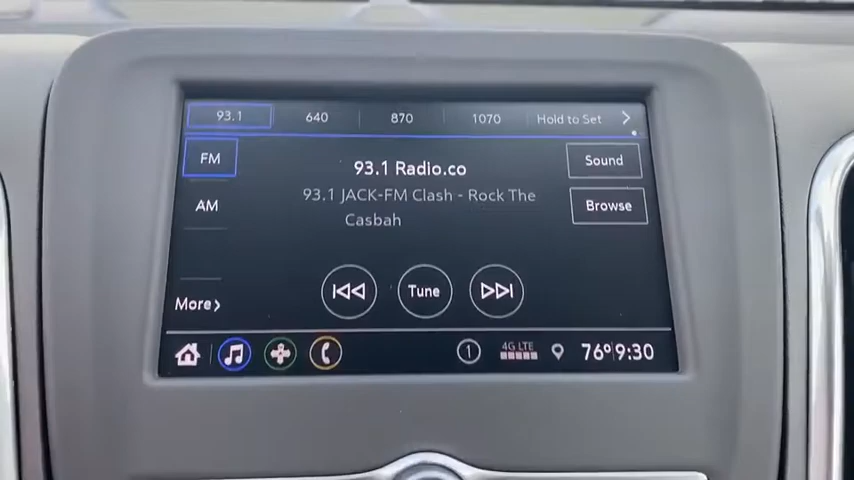 93.1 640 870 1070 Hold to Set
FM
93.1 Radio.co
Sound
93.1 JACK-FM Clash - Rock The
Casbah
AM
Browse
Tune
More
1 4G LTE 76° 9:30